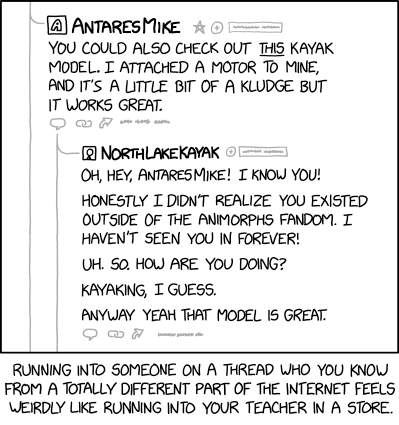 ANTARESMIKE
YOU COULD ALSO CHECK OUT THIS KAYAK
MODEL. I ATTACHED A MOTOR TO MINE,
AND IT'S A LITTLE BIT OF A KLUDGE BUT
IT WORKS GREAT.
NORTHLAKEKAYAK
OH, HEY, ANTARESMIKE! I KNOW YOU!
HONESTLY I DIDN'T REALIZE YOU EXISTED
OUTSIDE OF THE ANIMORPHS FANDOM. I
HAVEN'T SEEN YOU IN FOREVER!
UH. SO. HOW ARE YOU DOING?
KAYAKING, I GUESS.
ANYWAY YEAH THAT MODEL IS GREAT.
RUNNING INTO SOMEONE ON A THREAD WHO YOU KNOW
FROM A TOTALLY DIFFERENT PART OF THE INTERNET FEELS
WEIRDLY LIKE RUNNING INTO YOUR TEACHER IN A STORE.